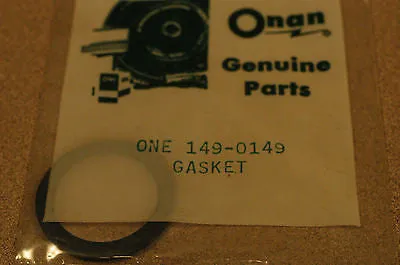 Onan
Genuine
Parts
ONE 149-0149
GASKET